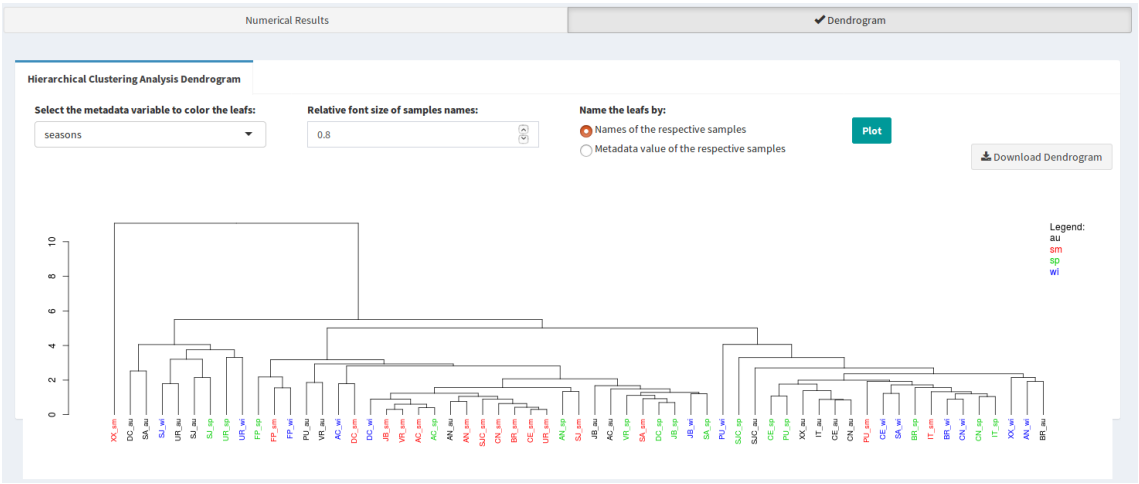 Numerical Results
Dendrogram
Hierarchical Clustering Analysis Dendrogram
Select the metadata variable to color the leafs:
seasons
Relative font size of samples names:
0.8
Name the leafs by:
Names of the respective samples
Metadata value of the respective samples
Plot
Download Dendrogram
Legend:
au
sm
sp
wi
10
8
6
4
2
0
XX_sm
DC_au
SA_au
SJ_wi
UR_au
SJ_au
SJ_sp
UR_sp
UR_wi
FP_sp
FP_sm
FP_wi
PU_au
VR_au
AC_wi
DC_sm
DC_wi
JB_sm
VR_sm
AC_sm
AC_sp
AN_au
AN_sm
SJC_sm
CN_sm
BR_sm
CE_sm
UR_sm
AN_sp
SJ_sm
JB_au
AC_au
VR_sp
SA_sm
DC_sp
JB_sp
JB_wi
SA_sp
PU_wi
SJC_sp
SJC_au
CE_sp
PU_sp
XX_au
IT_au
CE_au
CN_au
PU_sm
CE_wi
SA_wi
BR_sp
IT_sm
BR_wi
CN_wi
CN_sp
IT_sp
XX_wi
AN_wi
BR_au